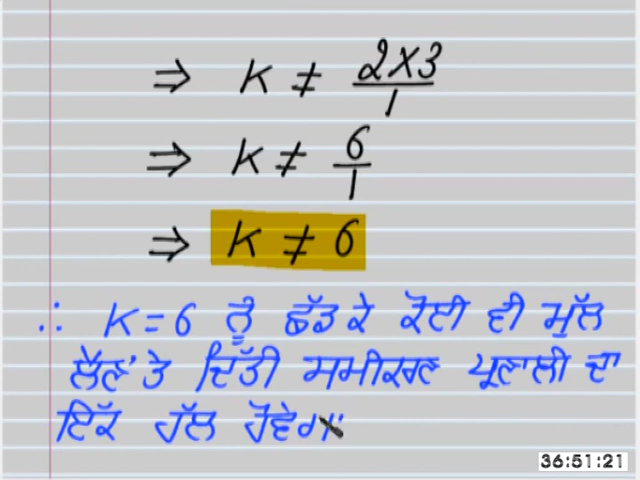 ⇒ K ≠ 2×3/1
⇒ K ≠ 6/1
⇒ K ≠ 6
∴ K = 6 ਨੂੰ ਛੱਡ ਕੇ ਕੋਈ ਵੀ ਮੁੱਲ
ਲੈਣ ਤੇ ਦਿੱਤੀ ਸਮੀਕਰਣ ਪ੍ਰਣਾਲੀ ਦਾ
ਇੱਕ ਹੱਲ ਹੋਵੇਗਾ
36:51:21